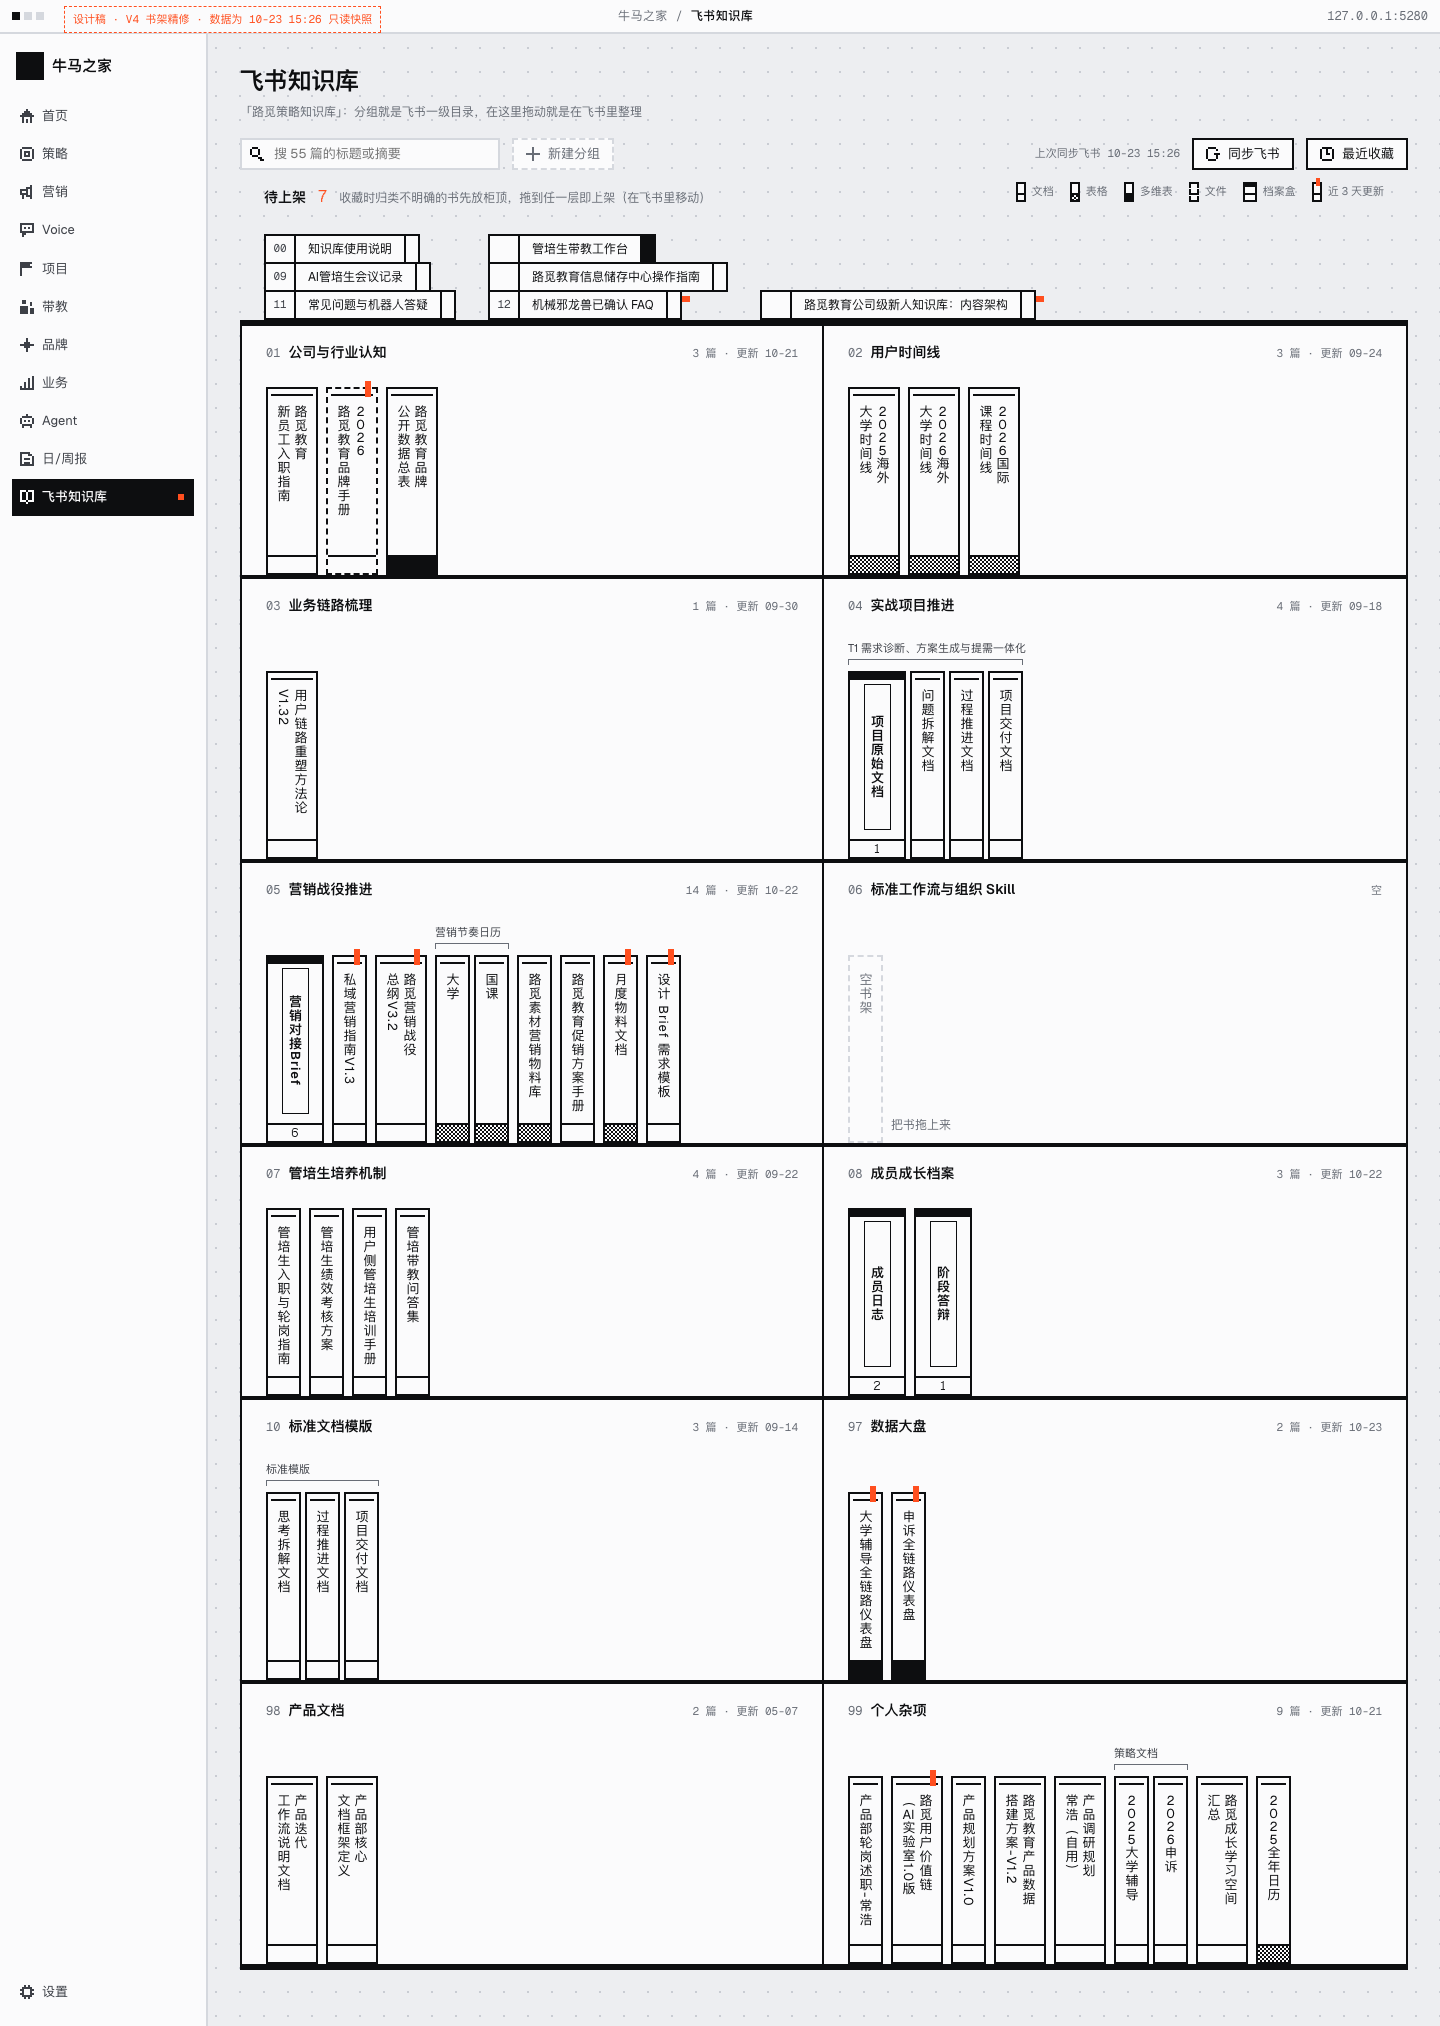 设计稿 · V4 书架精修 · 数据为 10-23 15:26 只读快照
牛马之家 / 飞书知识库
127.0.0.1:5280
牛马之家
首页
策略
营销
Voice
项目
带教
品牌
业务
Agent
日/周报
飞书知识库
设置
飞书知识库
「路觅策略知识库」：分组就是飞书一级目录，在这里拖动就是在飞书里整理
搜 55 篇的标题或摘要
新建分组
上次同步飞书 10-23 15:26
同步飞书
最近收藏
待上架 7 收藏时归类不明确的书先放柜顶，拖到任一层即上架（在飞书里移动）
文档
表格
多维表
文件
档案盒
近 3 天更新
00 知识库使用说明
09 AI管培生会议记录
11 常见问题与机器人答疑
管培生带教工作台
路觅教育信息储存中心操作指南
12 机械邪龙兽已确认 FAQ
路觅教育公司级新人知识库：内容架构
01 公司与行业认知
3 篇 · 更新 10-21
路觅教育
新员工入职指南
2026
路觅教育品牌手册
路觅教育品牌
公开数据总表
02 用户时间线
3 篇 · 更新 09-24
2025海外
大学时间线
2026海外
大学时间线
2026国际
课程时间线
03 业务链路梳理
1 篇 · 更新 09-30
用户链路重塑方法论
V1.32
04 实战项目推进
4 篇 · 更新 09-18
T1 需求诊断、方案生成与提需一体化
项目原始文档
1
问题拆解文档
过程推进文档
项目交付文档
05 营销战役推进
14 篇 · 更新 10-22
营销对接Brief
6
私域营销指南V1.3
路觅营销战役
总纲V3.2
营销节奏日历
大学
国课
路觅素材营销物料库
路觅教育促销方案手册
月度物料文档
设计 Brief 需求模板
06 标准工作流与组织 Skill
空
空书架
把书拖上来
07 管培生培养机制
4 篇 · 更新 09-22
管培生入职与轮岗指南
管培生绩效考核方案
用户侧管培生培训手册
管培带教问答集
08 成员成长档案
3 篇 · 更新 10-22
成员日志
2
阶段答辩
1
10 标准文档模版
3 篇 · 更新 09-14
标准模版
思考拆解文档
过程推进文档
项目交付文档
97 数据大盘
2 篇 · 更新 10-23
大学辅导全链路仪表盘
申诉全链路仪表盘
98 产品文档
2 篇 · 更新 05-07
产品迭代
工作流说明文档
产品部核心
文档框架定义
99 个人杂项
9 篇 · 更新 10-21
产品部轮岗述职-常浩
路觅用户价值链
（AI实验室1.0版
产品规划方案V1.0
路觅教育产品数据
搭建方案-V1.2
产品调研规划
常浩（自用）
策略文档
2025大学辅导
2026申诉
路觅成长学习空间
汇总
2025全年日历